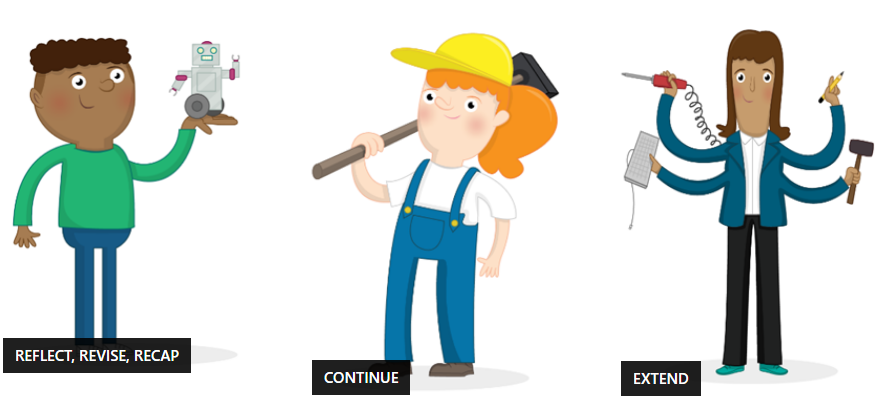 REFLECT, REVISE, RECAP
CONTINUE
EXTEND